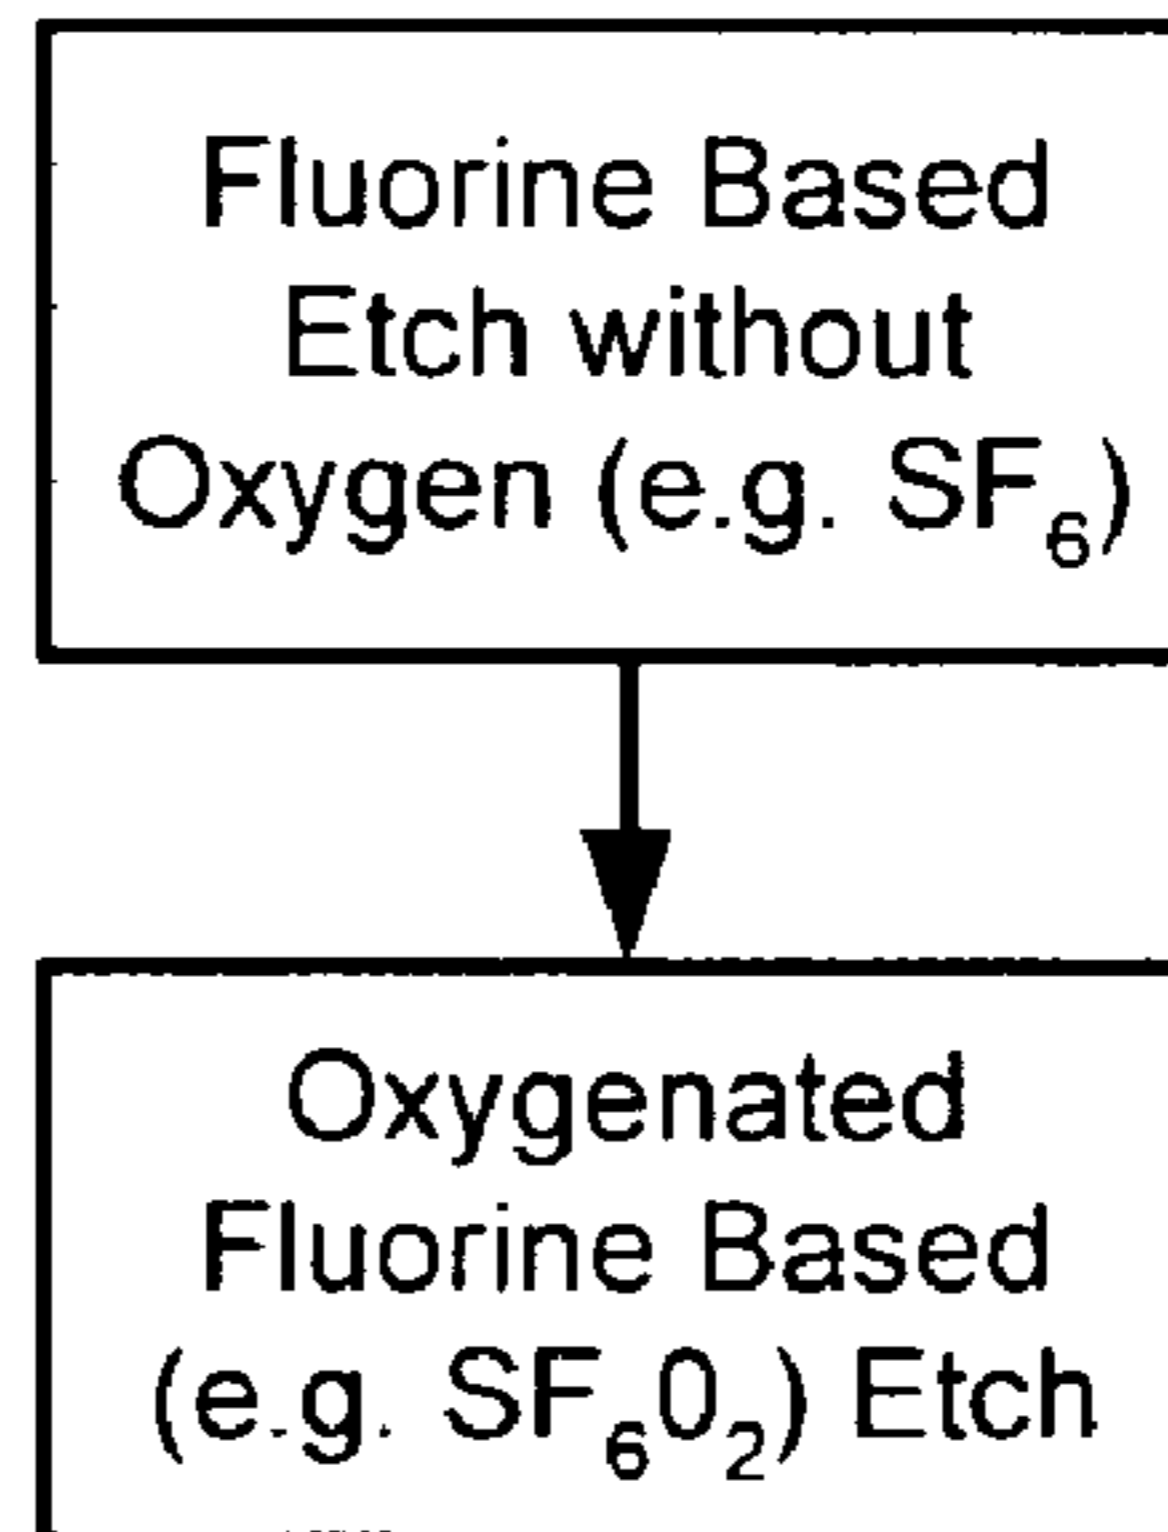 Fluorine Based
Etch without
Oxygen (e.g. SF₆)
Oxygenated
Fluorine Based
(e.g. SF₆0₂) Etch